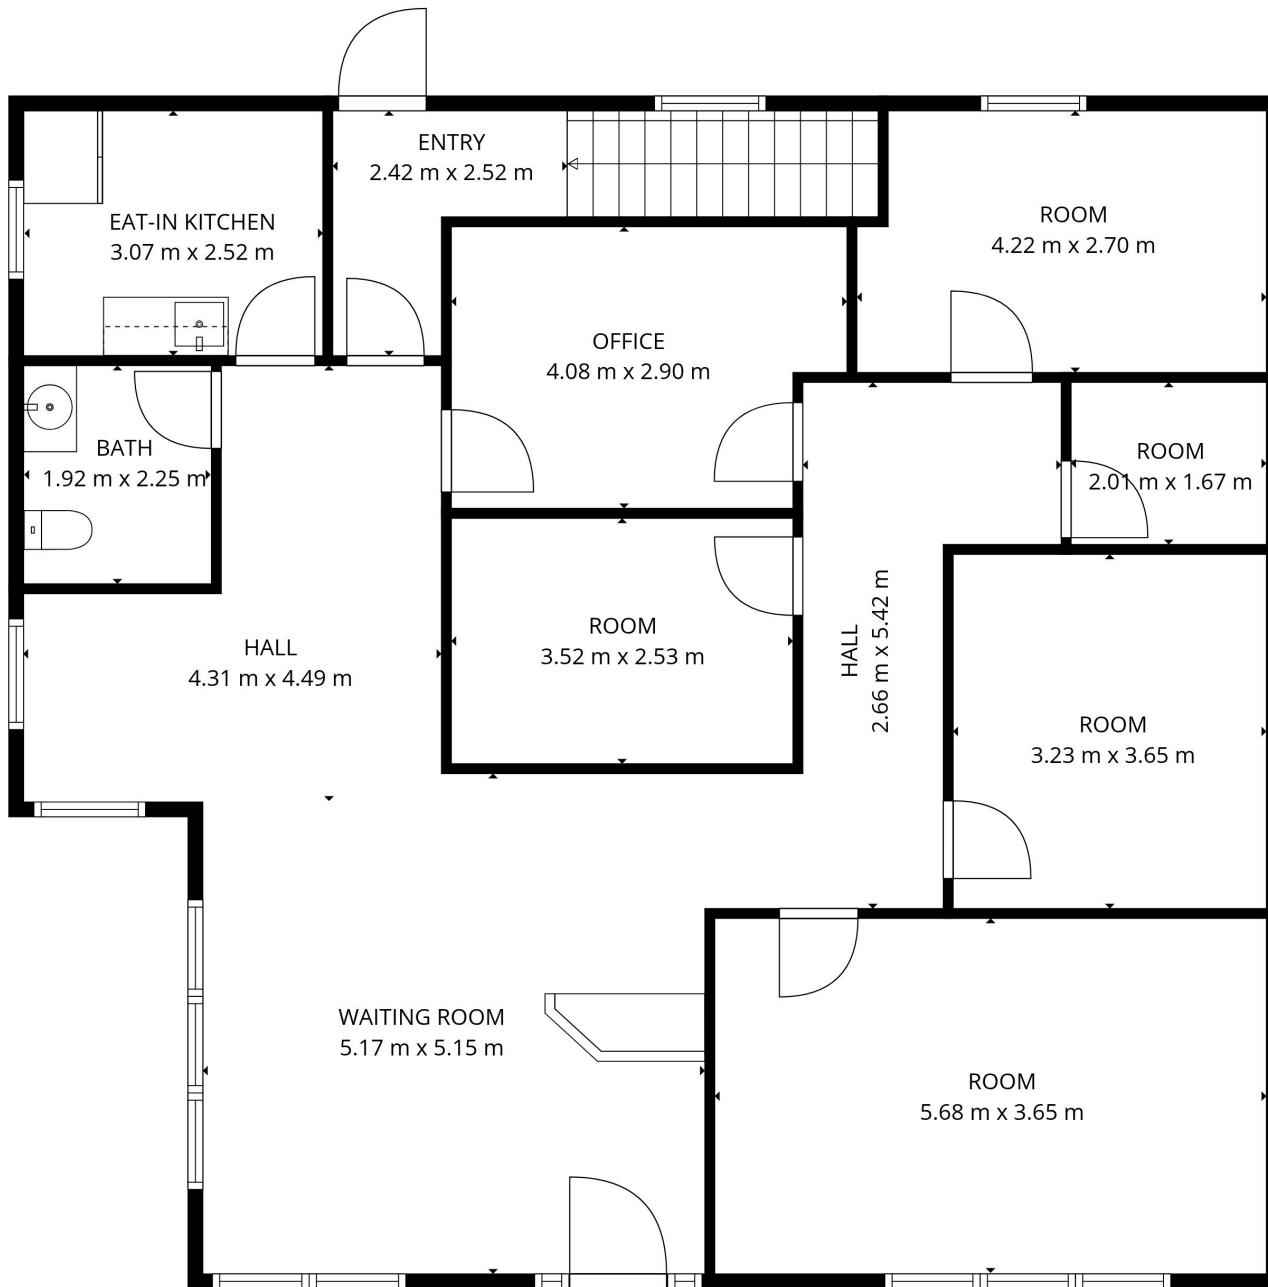 ENTRY
2.42 m x 2.52 m
EAT-IN KITCHEN
3.07 m x 2.52 m
ROOM
4.22 m x 2.70 m
OFFICE
4.08 m x 2.90 m
BATH
1.92 m x 2.25 m
ROOM
2.01 m x 1.67 m
HALL
4.31 m x 4.49 m
ROOM
3.52 m x 2.53 m
HALL
2.66 m x 5.42 m
ROOM
3.23 m x 3.65 m
WAITING ROOM
5.17 m x 5.15 m
ROOM
5.68 m x 3.65 m